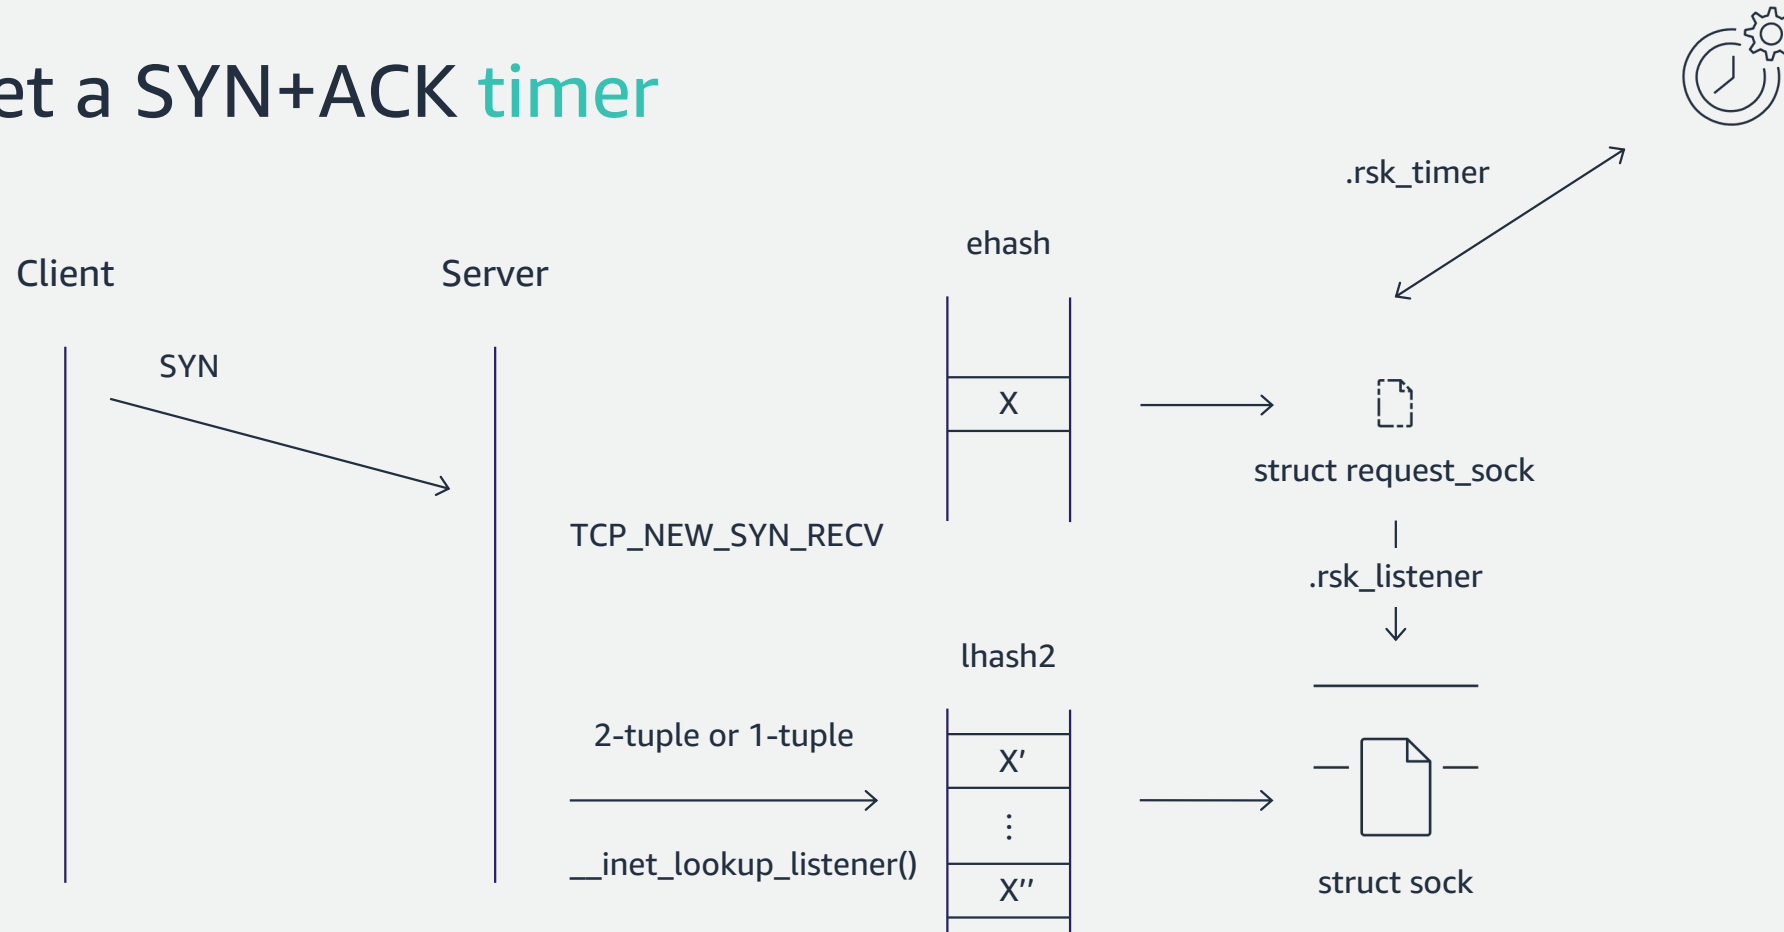 et a SYN+ACK timer
.rsk_timer
ehash
Client
Server
SYN
X
struct request_sock
TCP_NEW_SYN_RECV
.rsk_listener
lhash2
2-tuple or 1-tuple
X'
⋮
__inet_lookup_listener()
X''
struct sock